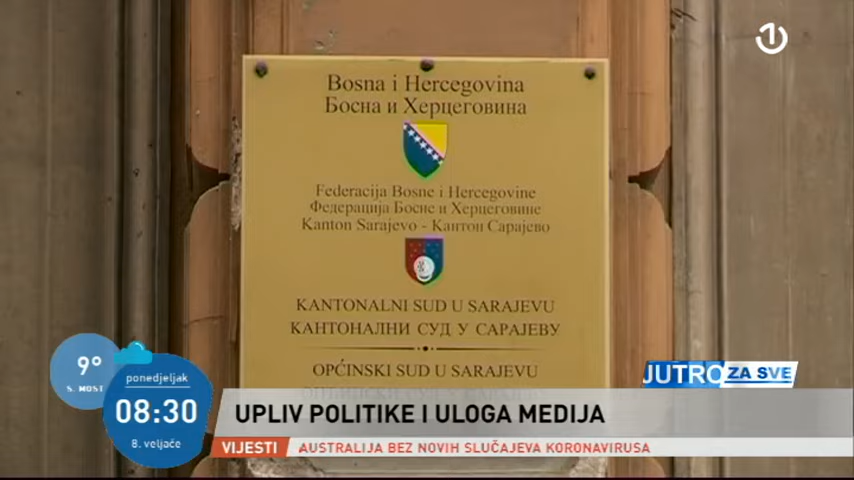 Bosna i Hercegovina
Босна и Херцеговина
Federacija Bosne i Hercegovine
Федерација Босне и Херцеговине
Kanton Sarajevo - Кантон Сарајево
KANTONALNI SUD U SARAJEVU
КАНТОНАЛНИ СУД У САРАЈЕВУ
OPĆINSKI SUD U SARAJEVU
9°
S. MOST
ponedjeljak
08:30
8. veljače
JUTRO ZA SVE
UPLIV POLITIKE I ULOGA MEDIJA
VIJESTI AUSTRALIJA BEZ NOVIH SLUČAJEVA KORONAVIRUSA